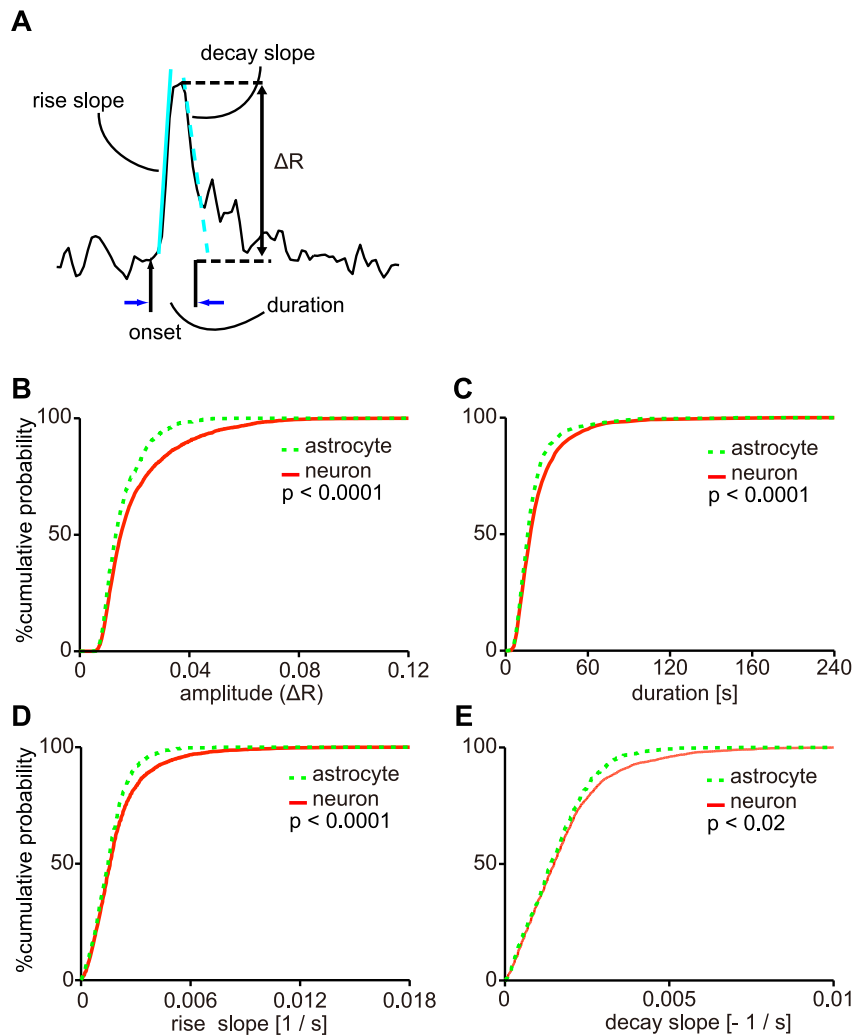 A
decay slope
rise slope
ΔR
duration
onset
B
%cumulative probability
100
50
0
astrocyte
neuron
p < 0.0001
0 0.04 0.08 0.12
amplitude (ΔR)
C
100
50
0
astrocyte
neuron
p < 0.0001
0 60 120 160 240
duration [s]
D
%cumulative probability
100
50
0
astrocyte
neuron
p < 0.0001
0 0.006 0.012 0.018
rise slope [1 / s]
E
100
50
0
astrocyte
neuron
p < 0.02
0 0.005 0.01
decay slope [- 1 / s]